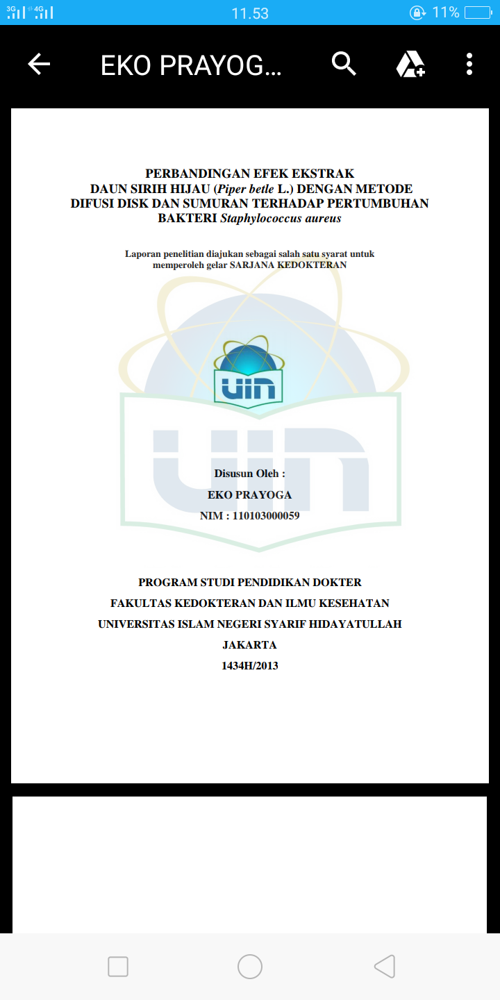 3G 4G 11.53 11%
EKO PRAYOG...
PERBANDINGAN EFEK EKSTRAK
DAUN SIRIH HIJAU (Piper betle L.) DENGAN METODE
DIFUSI DISK DAN SUMURAN TERHADAP PERTUMBUHAN
BAKTERI Staphylococcus aureus
Laporan penelitian diajukan sebagai salah satu syarat untuk
memperoleh gelar SARJANA KEDOKTERAN
uin
uin
Disusun Oleh :
EKO PRAYOGA
NIM : 110103000059
PROGRAM STUDI PENDIDIKAN DOKTER
FAKULTAS KEDOKTERAN DAN ILMU KESEHATAN
UNIVERSITAS ISLAM NEGERI SYARIF HIDAYATULLAH
JAKARTA
1434H/2013